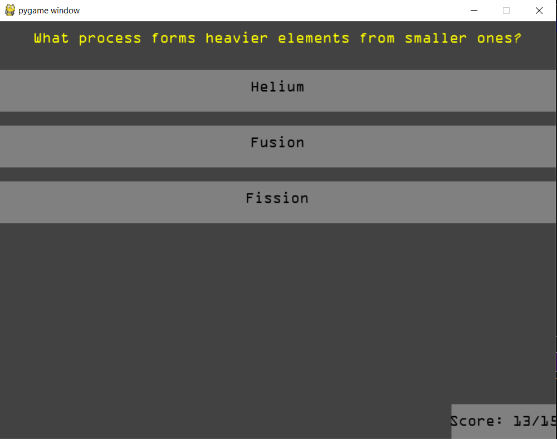 pygame window
What process forms heavier elements from smaller ones?
Helium
Fusion
Fission
Score: 13/15